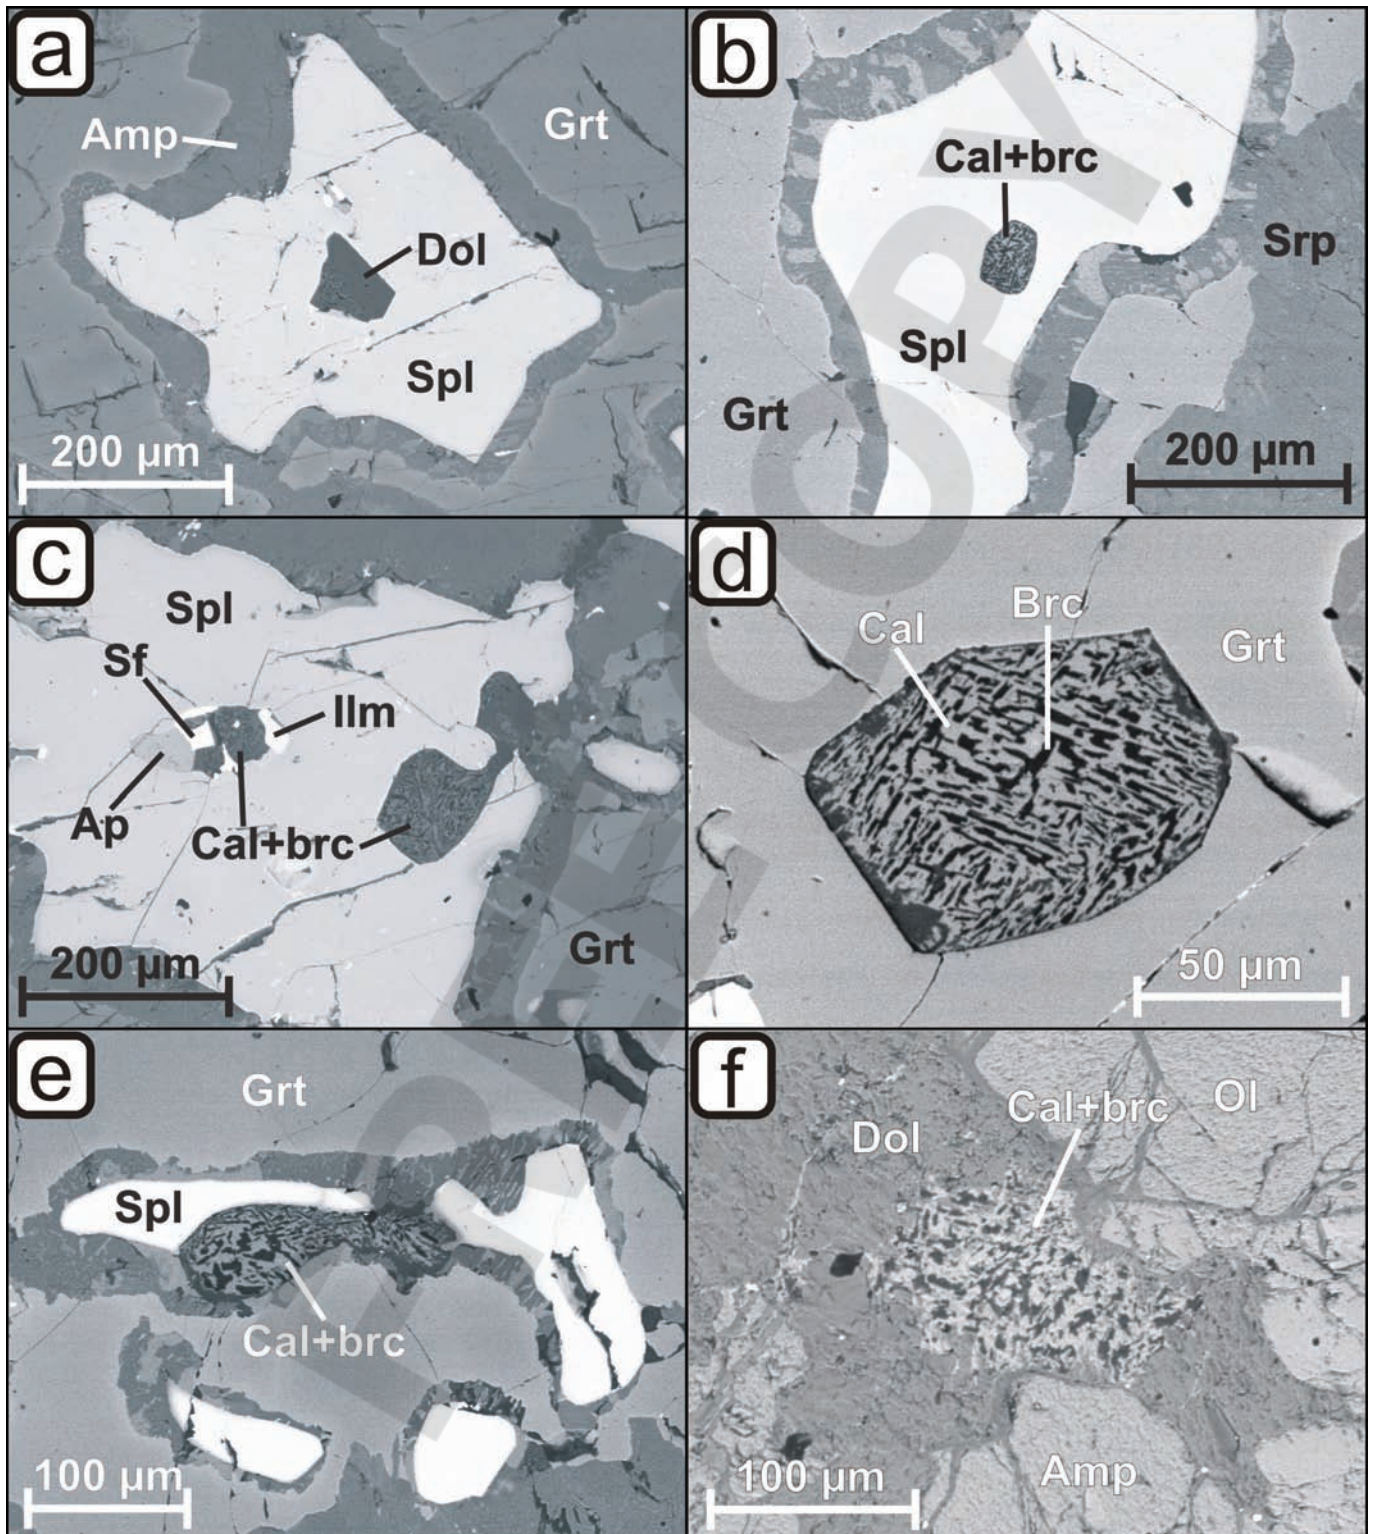 a
Amp
Grt
Dol
Spl
200 µm
b
Cal+brc
Spl
Srp
Grt
200 µm
c
Spl
Sf
Ilm
Ap
Cal+brc
200 µm
Grt
d
Cal
Brc
Grt
50 µm
e
Grt
Spl
Cal+brc
100 µm
f
Cal+brc
Ol
Dol
100 µm
Amp